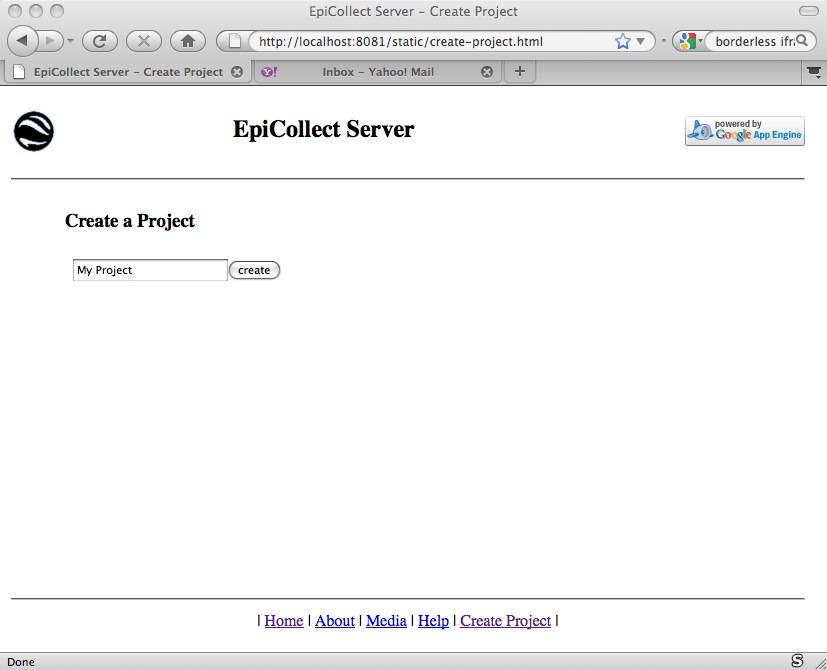 EpiCollect Server – Create Project
http://localhost:8081/static/create-project.html
borderless ifra
EpiCollect Server – Create Project
Inbox – Yahoo! Mail
EpiCollect Server
powered by
Google App Engine
Create a Project
My Project
create
| Home | About | Media | Help | Create Project |
Done
S